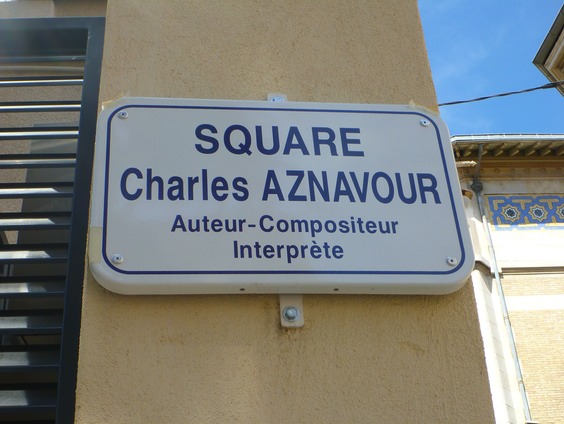 SQUARE
Charles AZNAVOUR
Auteur-Compositeur
Interprète